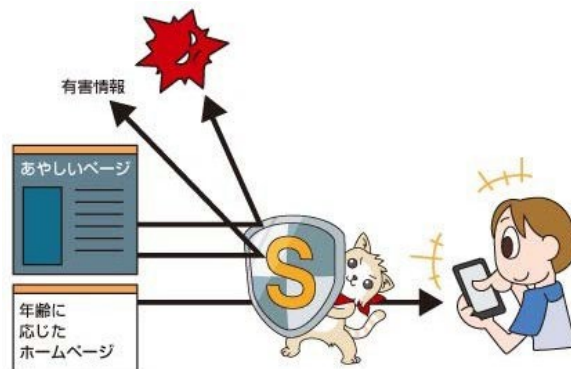 有害情報
あやしいページ
S
年齢に
応じた
ホームページ